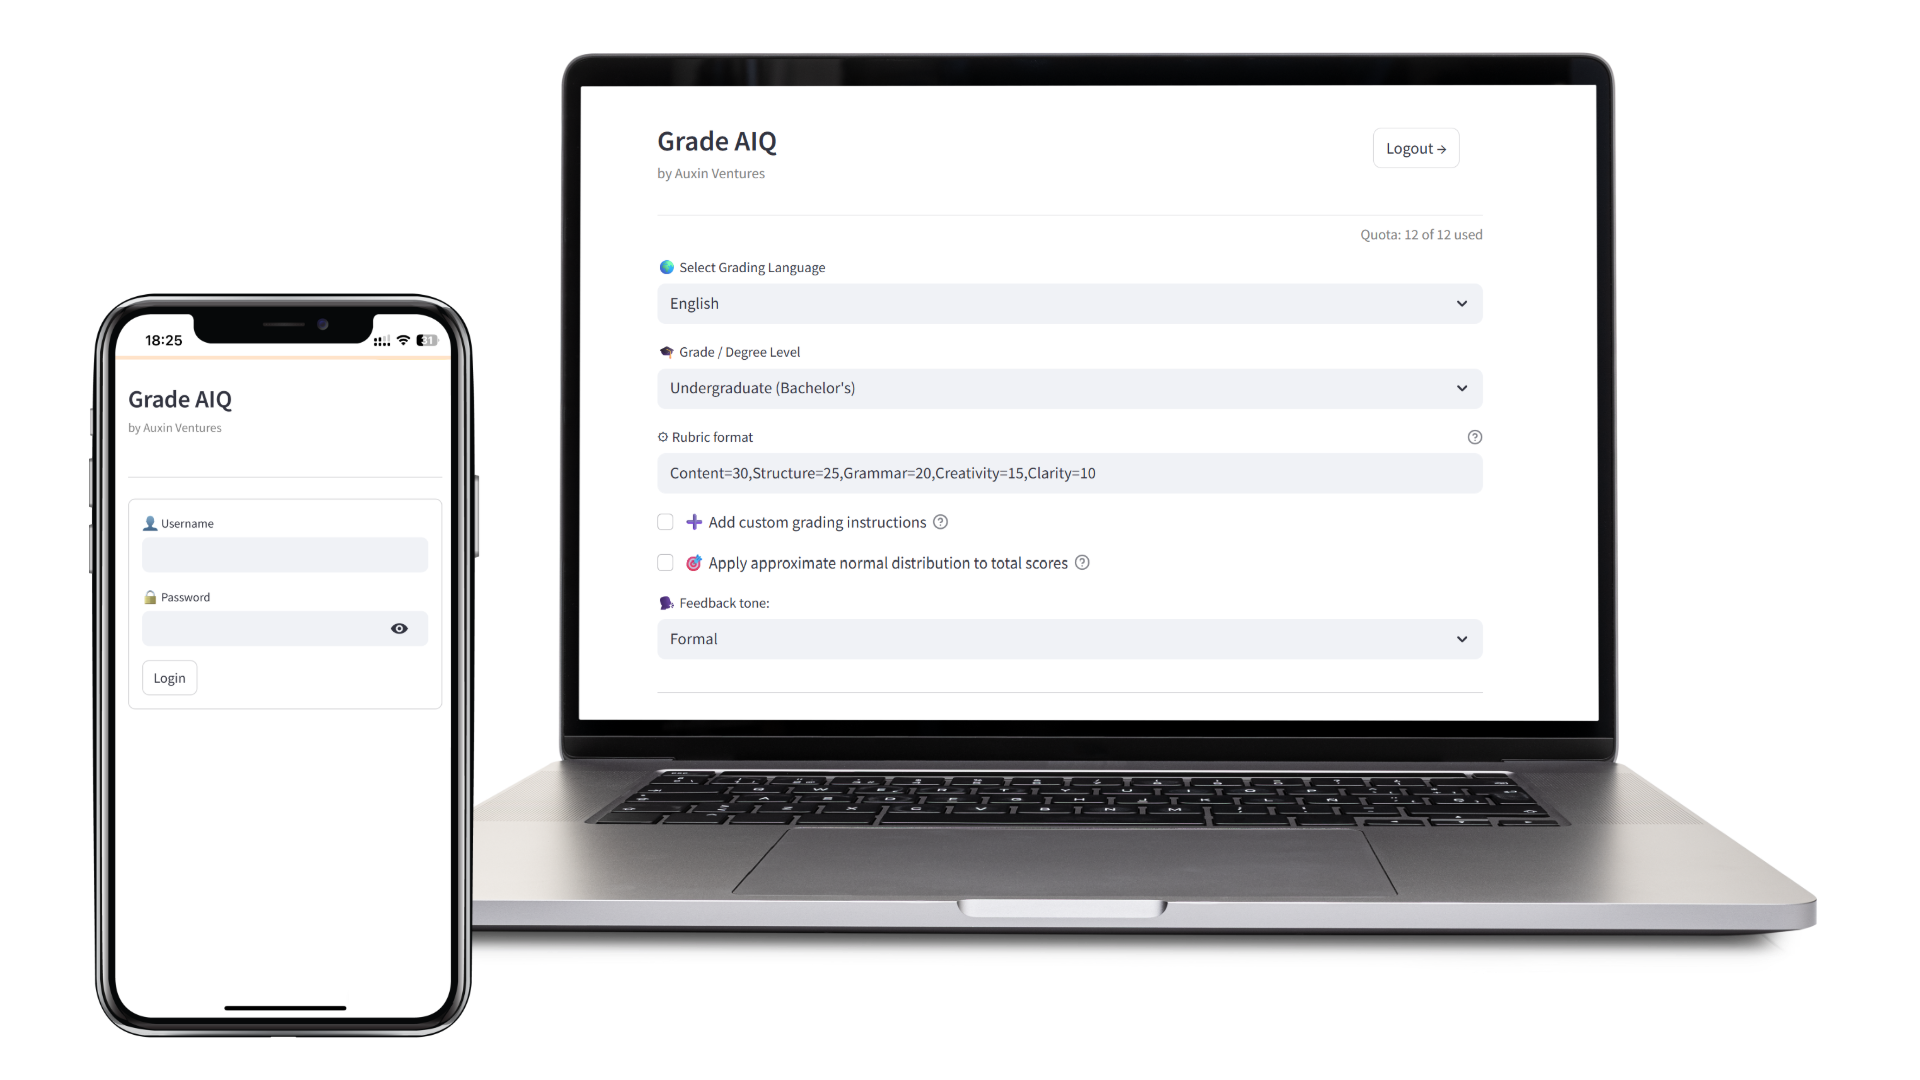 18:25
31
Grade AIQ
by Auxin Ventures
Username
Password
Login
Grade AIQ
by Auxin Ventures
Logout →
Quota: 12 of 12 used
Select Grading Language
English
Grade / Degree Level
Undergraduate (Bachelor's)
Rubric format
Content=30,Structure=25,Grammar=20,Creativity=15,Clarity=10
Add custom grading instructions
Apply approximate normal distribution to total scores
Feedback tone:
Formal